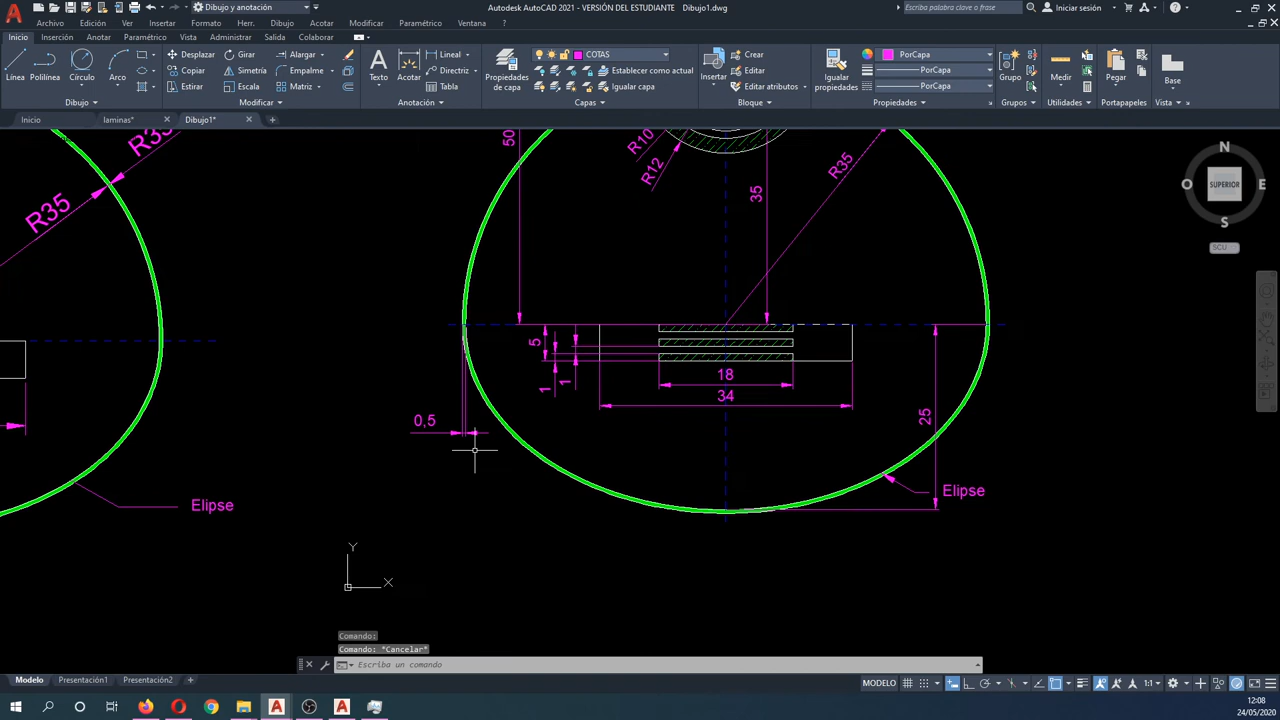 Dibujo y anotación
Autodesk AutoCAD 2021 - VERSIÓN DEL ESTUDIANTE Dibujo1.dwg
Escriba palabra clave o frase
Iniciar sesión
Archivo Edición Ver Insertar Formato Herr. Dibujo Acotar Modificar Paramétrico Ventana ?
Inicio Inserción Anotar Paramétrico Vista Administrar Salida Colaborar
Línea Polilínea Círculo Arco
Desplazar Girar Alargar
Copiar Simetría Empalme
Estirar Escala Matriz
Texto Acotar
Lineal
Directriz
Tabla
Propiedades de capa
COTAS
Establecer como actual
Igualar capa
Insertar
Crear
Editar
Editar atributos
Igualar propiedades
PorCapa
PorCapa
PorCapa
Grupo
Medir
Pegar
Base
Dibujo Modificar Anotación Capas Bloque Propiedades Grupos Utilidades Portapapeles Vista
Inicio laminas* Dibujo1*
R35
R35
50
R10
R12
35
R35
N
O SUPERIOR E
S
SCU
5
1
1
18
34
0,5
25
Elipse
Elipse
Y
X
Comando:
Comando: *Cancelar*
Escriba un comando
Modelo Presentación1 Presentación2 +
MODELO
1:1
12:08
24/05/2020